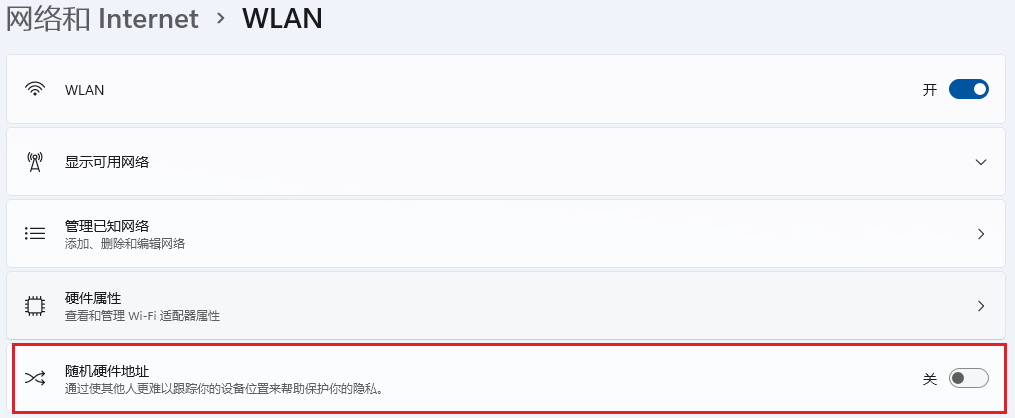 网络和 Internet › WLAN
WLAN 开
显示可用网络
管理已知网络
添加、删除和编辑网络
硬件属性
查看和管理 Wi-Fi 适配器属性
随机硬件地址
通过使其他人更难以跟踪你的设备位置来帮助保护你的隐私。
关